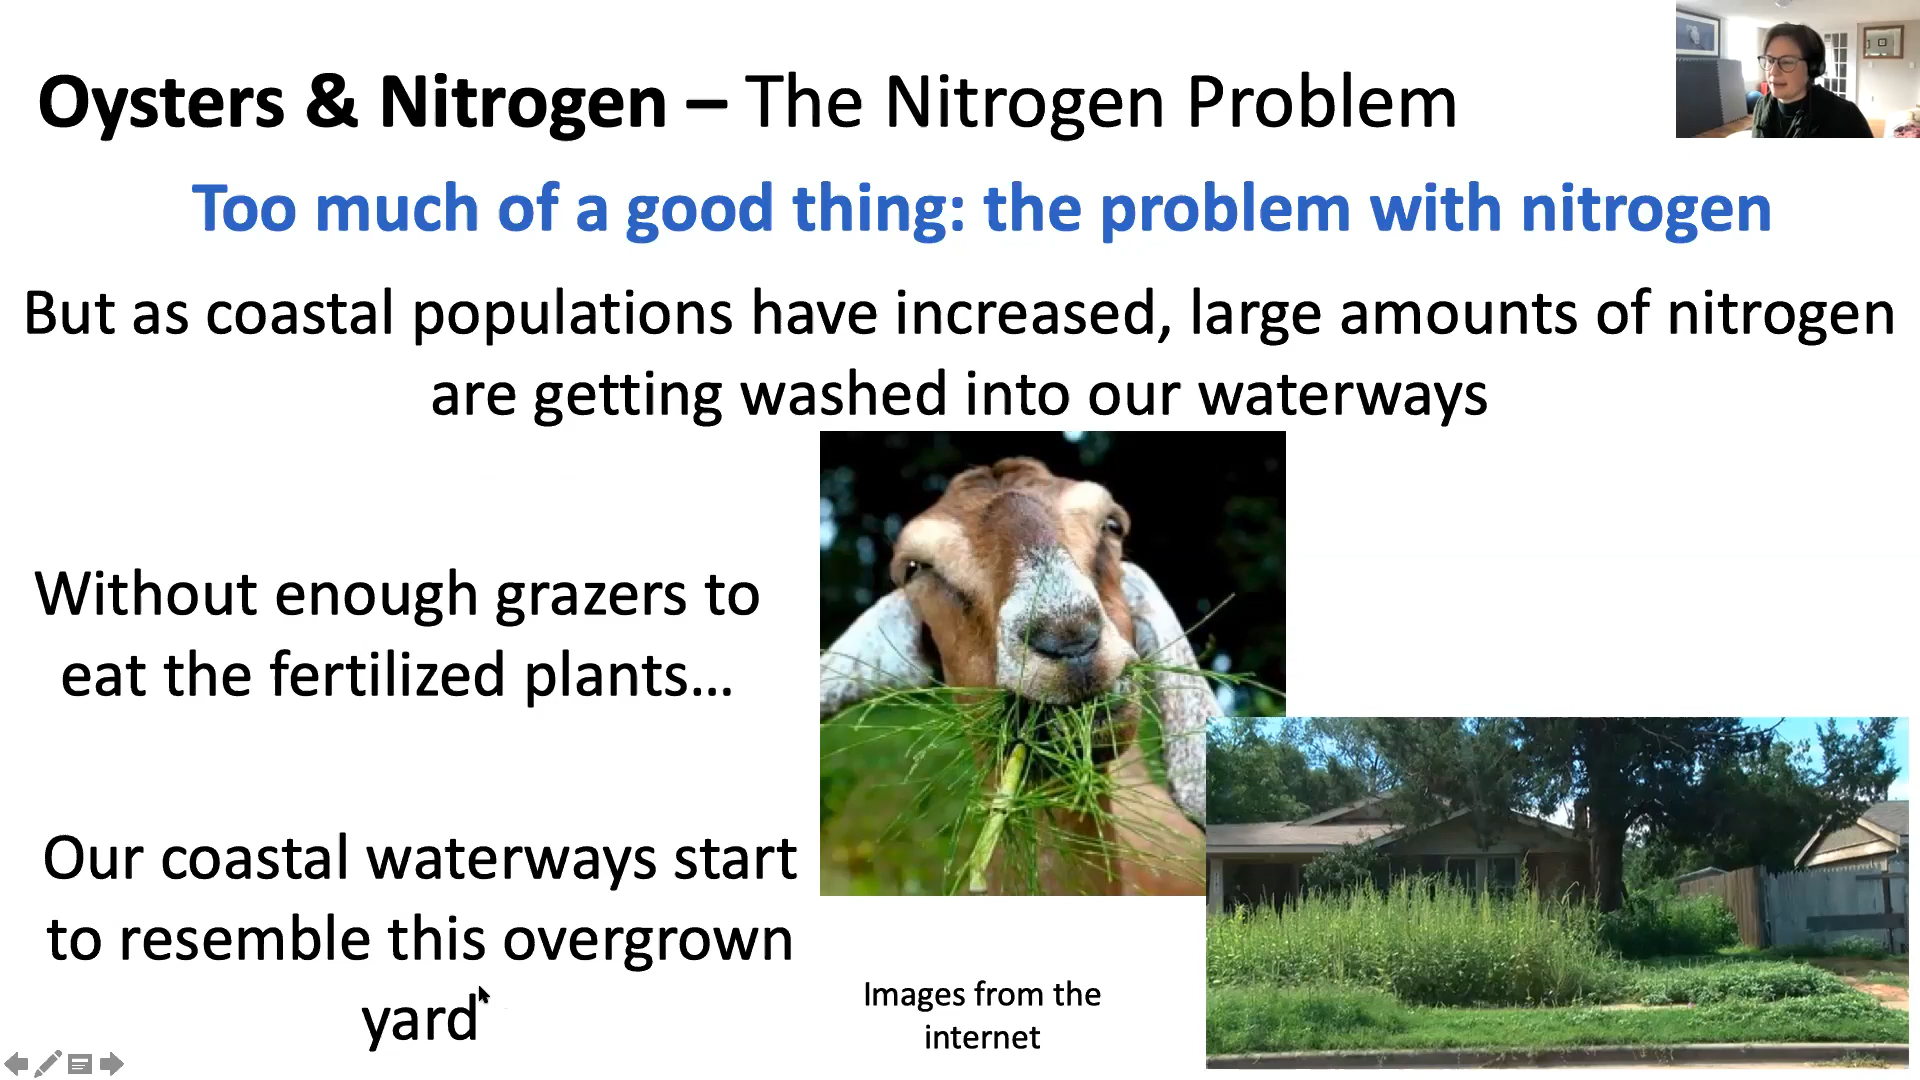 Oysters & Nitrogen – The Nitrogen Problem
Too much of a good thing: the problem with nitrogen
But as coastal populations have increased, large amounts of nitrogen
are getting washed into our waterways
Without enough grazers to
eat the fertilized plants...
Our coastal waterways start
to resemble this overgrown
yard
Images from the
internet